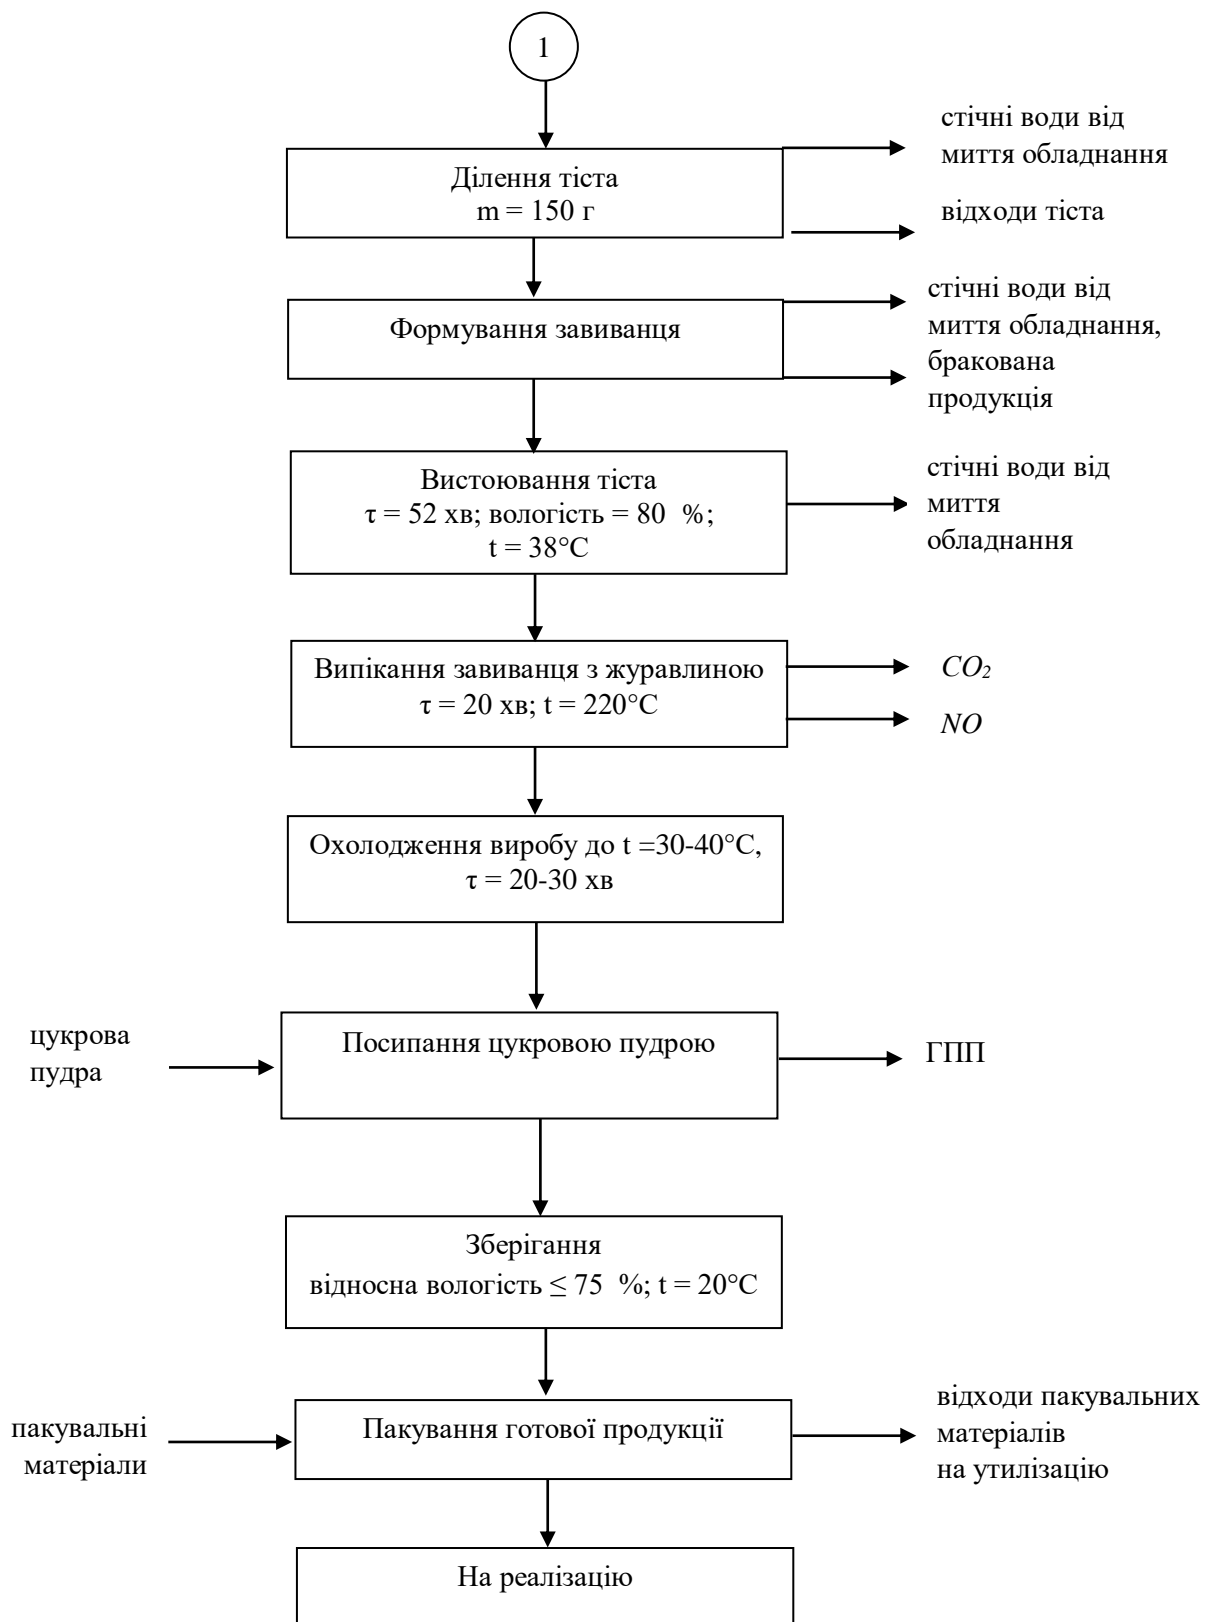 1
стічні води від
миття обладнання
Ділення тіста
m = 150 г
відходи тіста
стічні води від
миття обладнання,
бракована
продукція
Формування завиванця
Вистоювання тіста
τ = 52 хв; вологість = 80 %;
t = 38°С
стічні води від
миття
обладнання
Випікання завиванця з журавлиною
τ = 20 хв; t = 220°С
CO₂
NO
Охолодження виробу до t =30-40°С,
τ = 20-30 хв
цукрова
пудра
Посипання цукровою пудрою
ГПП
Зберігання
відносна вологість ≤ 75 %; t = 20°С
пакувальні
матеріали
Пакування готової продукції
відходи пакувальних
матеріалів
на утилізацію
На реалізацію